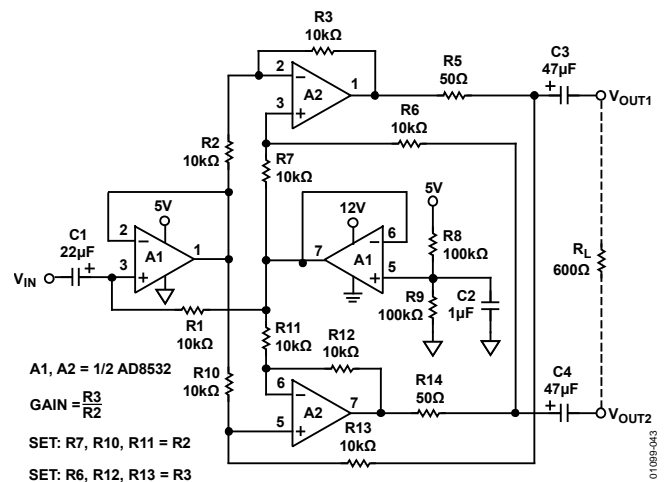 R3
10kΩ
2
1
A2
3
R5
50Ω
C3
47µF
+
VOUT1
R6
10kΩ
R2
10kΩ
R7
10kΩ
5V
2
1
A1
3
C1
22µF
+
VIN
12V
6
7
A1
5
5V
R8
100kΩ
R9
100kΩ
C2
1µF
RL
600Ω
R1
10kΩ
R11
10kΩ
R12
10kΩ
R10
10kΩ
6
7
A2
5
R14
50Ω
C4
47µF
+
VOUT2
R13
10kΩ
A1, A2 = 1/2 AD8532
GAIN = R3
R2
SET: R7, R10, R11 = R2
SET: R6, R12, R13 = R3
01099-043